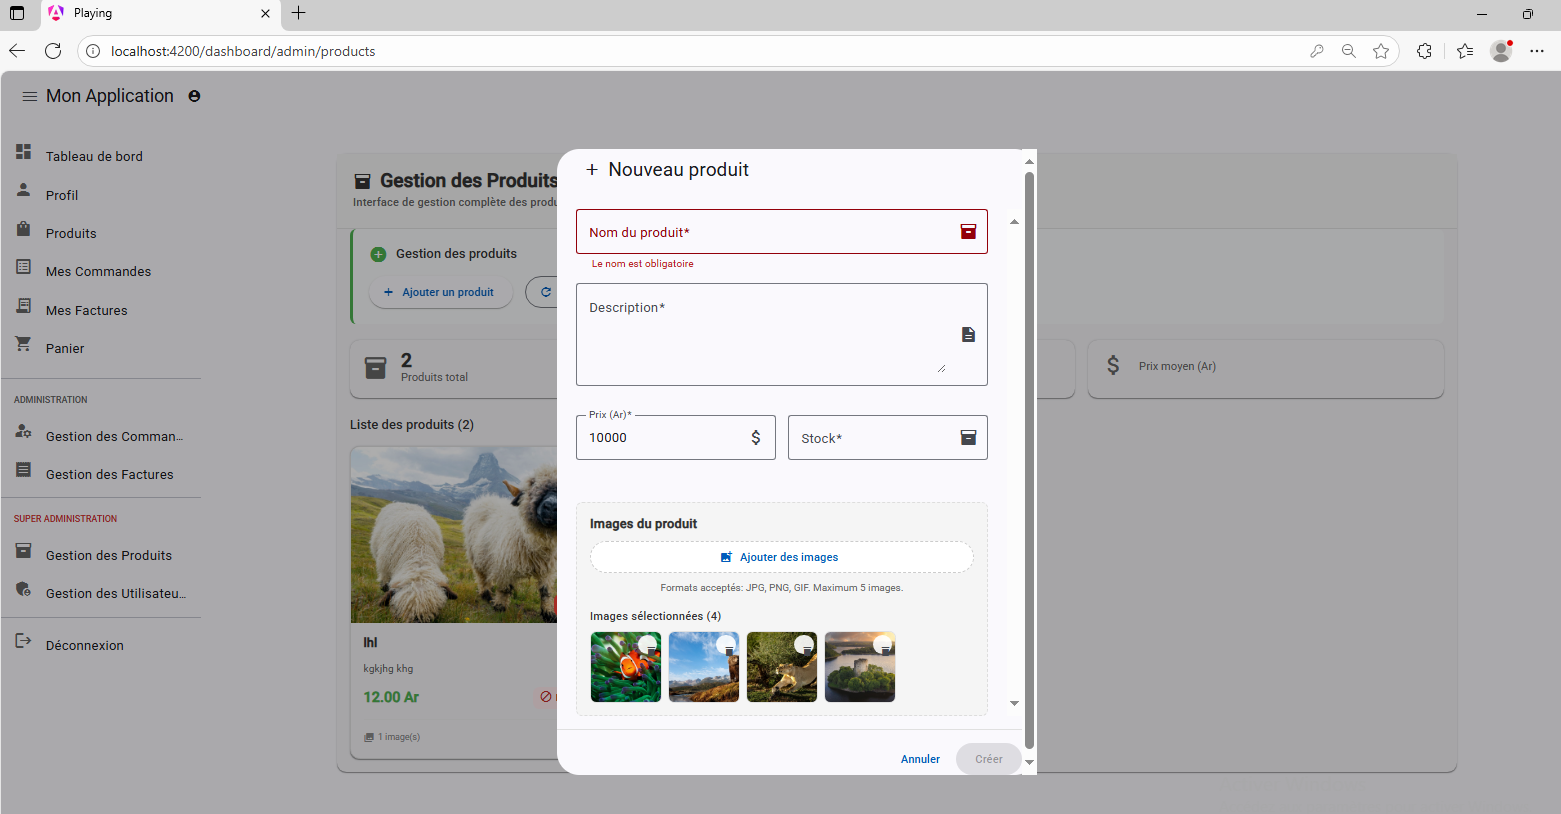 Playing
localhost:4200/dashboard/admin/products
Mon Application
Tableau de bord
Profil
Produits
Mes Commandes
Mes Factures
Panier
ADMINISTRATION
Gestion des Comman...
Gestion des Factures
SUPER ADMINISTRATION
Gestion des Produits
Gestion des Utilisateu...
Déconnexion
Gestion des Produits
Interface de gestion complète des
Gestion des produits
+ Ajouter un produit
2
Produits total
$ Prix moyen (Ar)
Liste des produits (2)
lhl
kgkjhg khg
12.00 Ar
1 image(s)
+ Nouveau produit
Nom du produit*
Le nom est obligatoire
Description*
Prix (Ar)*
10000 $
Stock*
Images du produit
Ajouter des images
Formats acceptés: JPG, PNG, GIF. Maximum 5 images.
Images sélectionnées (4)
Annuler Créer